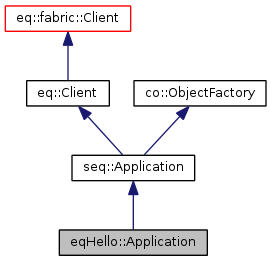 eq::fabric::Client
eq::Client
co::ObjectFactory
seq::Application
eqHello::Application